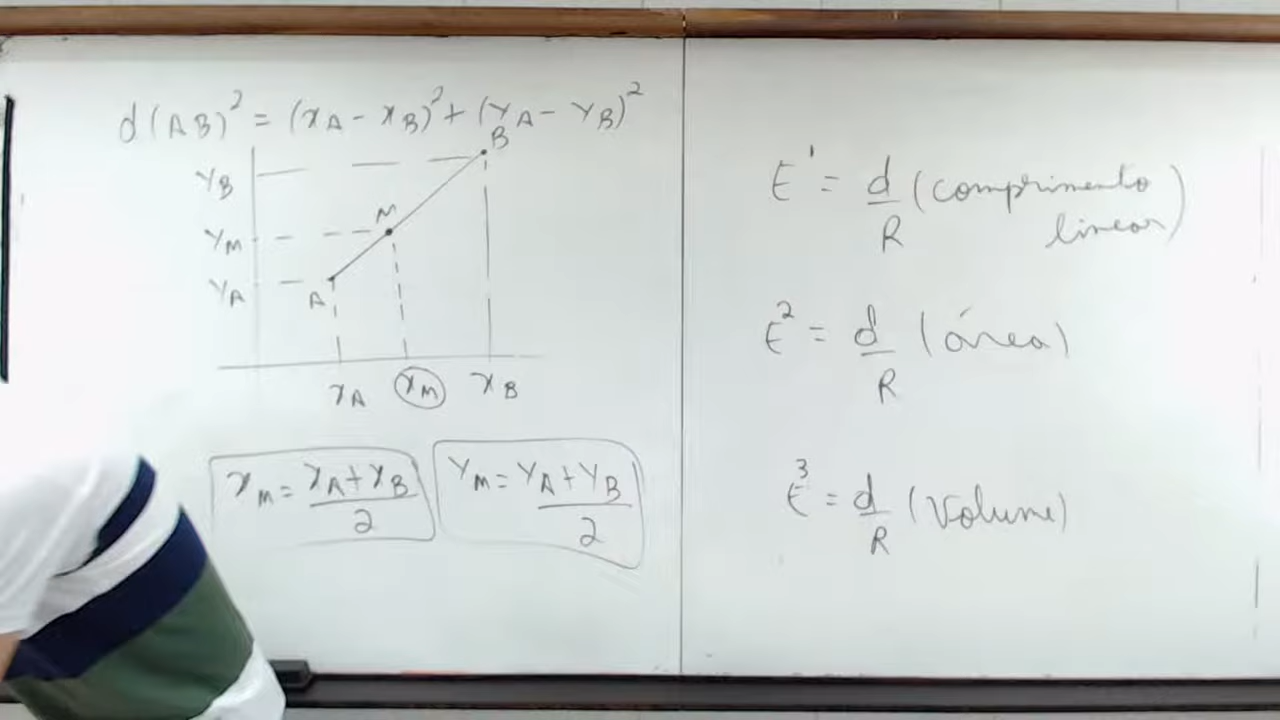 d(AB)² = (xA - xB)² + (yA - yB)²
B
yB
M
yM
yA
A
xA xM xB
xM = xA + xB / 2
yM = yA + yB / 2
E¹ = d/R (comprimento
linear)
E² = d/R (área)
E³ = d/R (Volume)